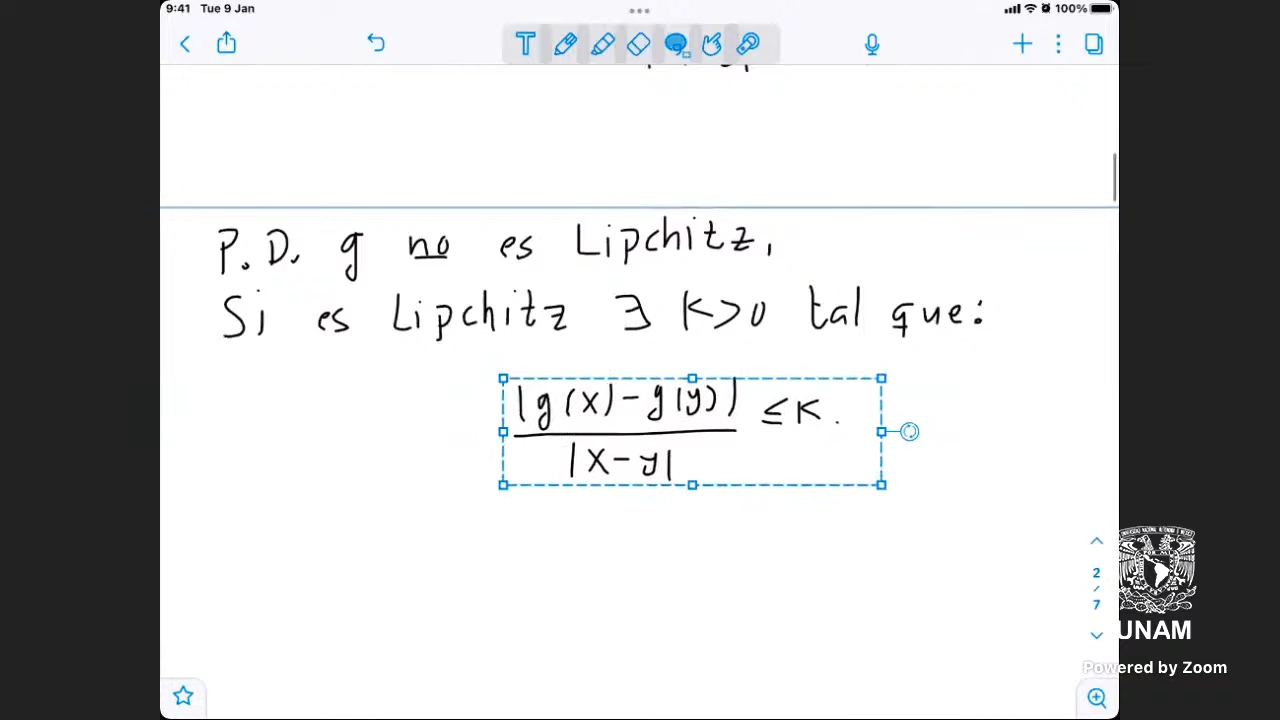 9:41 Tue 9 Jan
100%
P.D. g no es Lipchitz,
Si es Lipchitz ∃ K>0 tal que:
|g(x)-g(y)|
≤K.
|x-y|
2
7
UNAM
Powered by Zoom